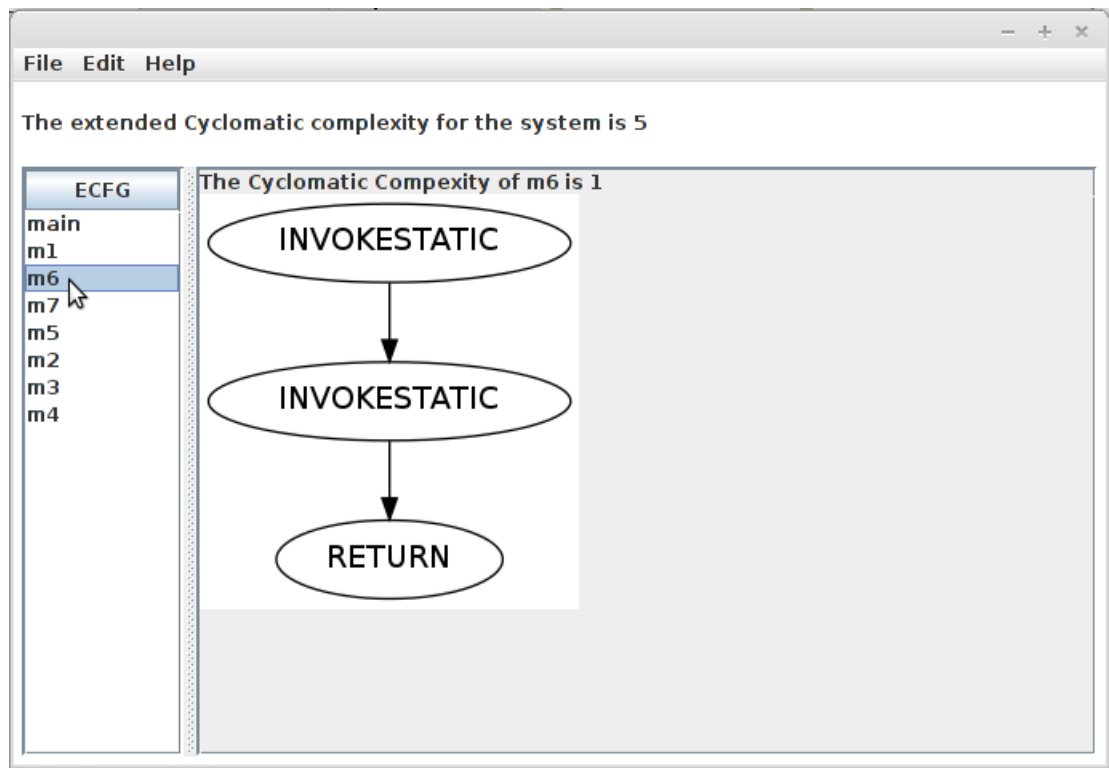 File Edit Help
The extended Cyclomatic complexity for the system is 5
ECFG
main
m1
m6
m7
m5
m2
m3
m4
The Cyclomatic Compexity of m6 is 1
INVOKESTATIC
INVOKESTATIC
RETURN